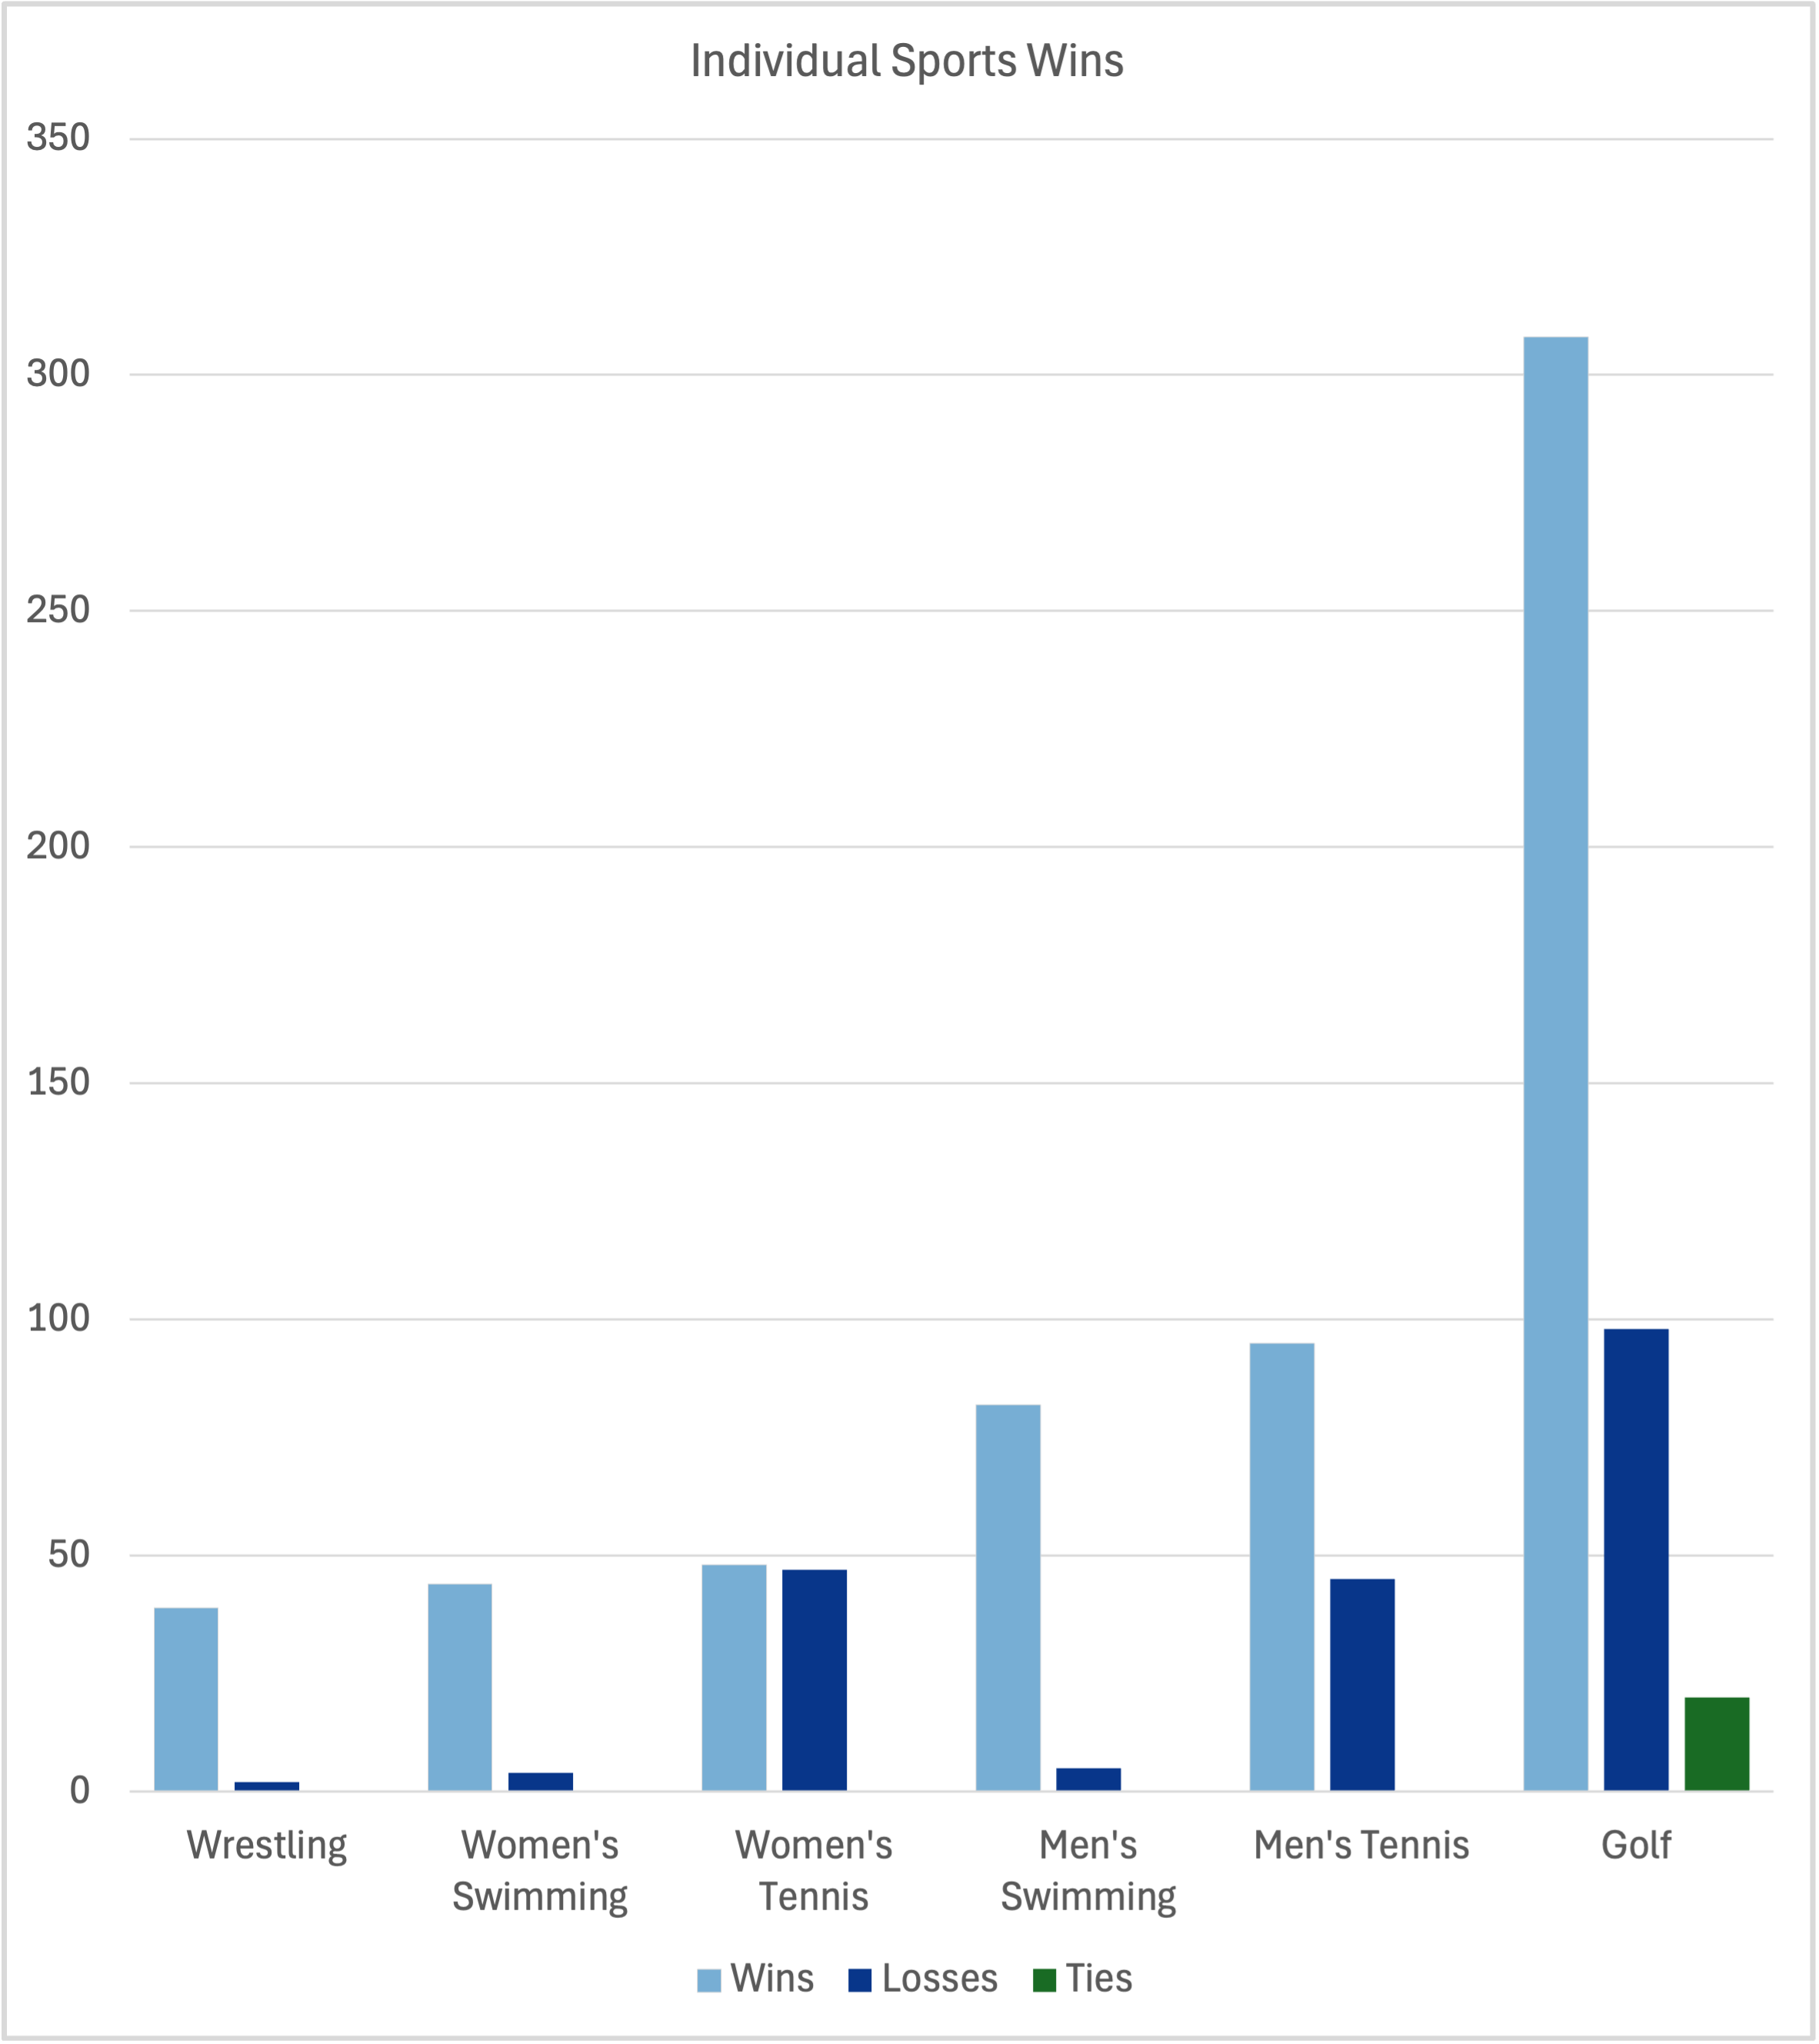 Individual Sports Wins
350
300
250
200
150
100
50
0
Wrestling
Women's
Swimming
Women's
Tennis
Men's
Swimming
Men's Tennis
Golf
Wins
Losses
Ties